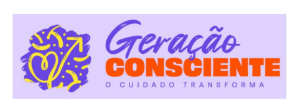 Geração
CONSCIENTE
O CUIDADO TRANSFORMA